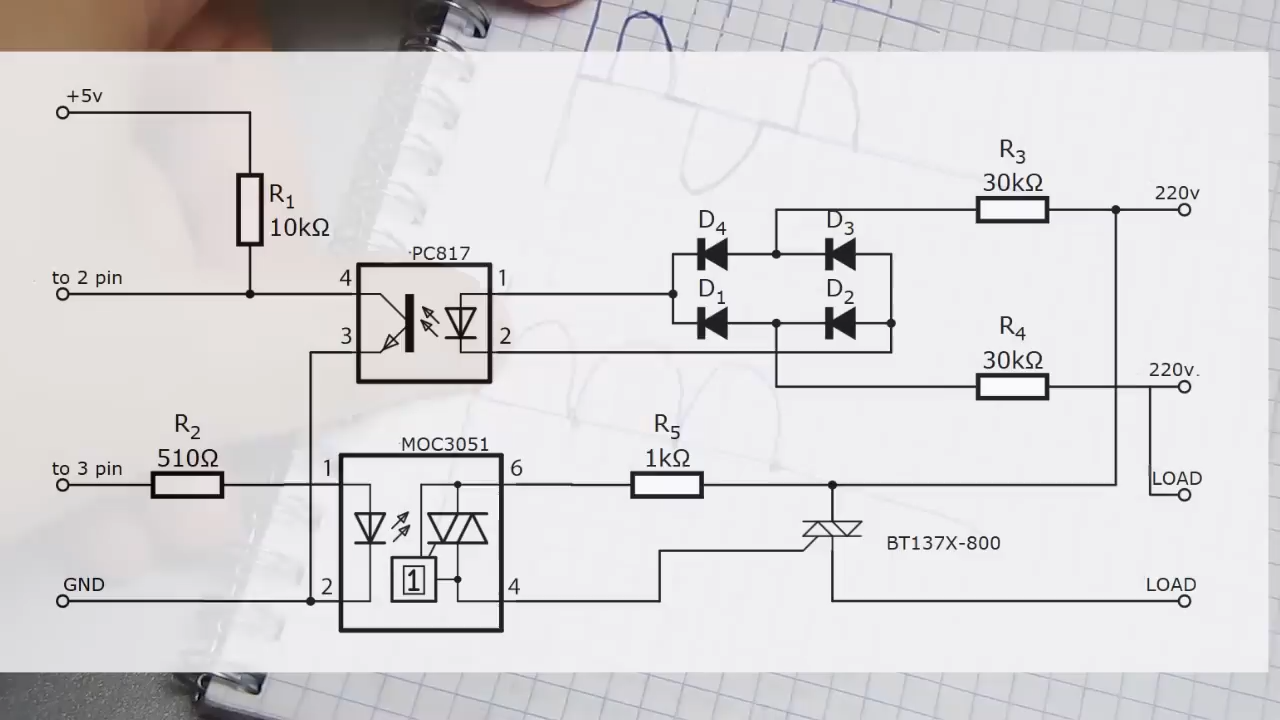 +5v
R1
10kΩ
to 2 pin
PC817
4
3
1
2
D4
D3
D1
D2
R3
30kΩ
220v
R4
30kΩ
220v.
R2
510Ω
to 3 pin
MOC3051
1
2
6
4
1
R5
1kΩ
LOAD
BT137X-800
GND
LOAD